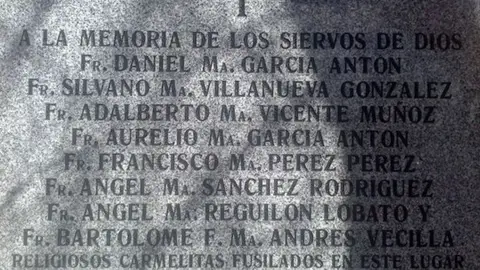 A LA MEMORIA DE LOS SIERVOS DE DIOS
FR. DANIEL MA. GARCIA ANTON
FR. SILVANO MA. VILLANUEVA GONZALEZ
FR. ADALBERTO MA. VICENTE MUÑOZ
FR. AURELIO MA. GARCIA ANTON
FR. FRANCISCO MA. PEREZ PEREZ
FR. ANGEL MA. SANCHEZ RODRIGUEZ
FR. ANGEL MA. REGUILON LOBATO Y
FR. BARTOLOME F. MA. ANDRES VECILLA
RELIGIOSOS CARMELITAS FUSILADOS EN ESTE LUGAR